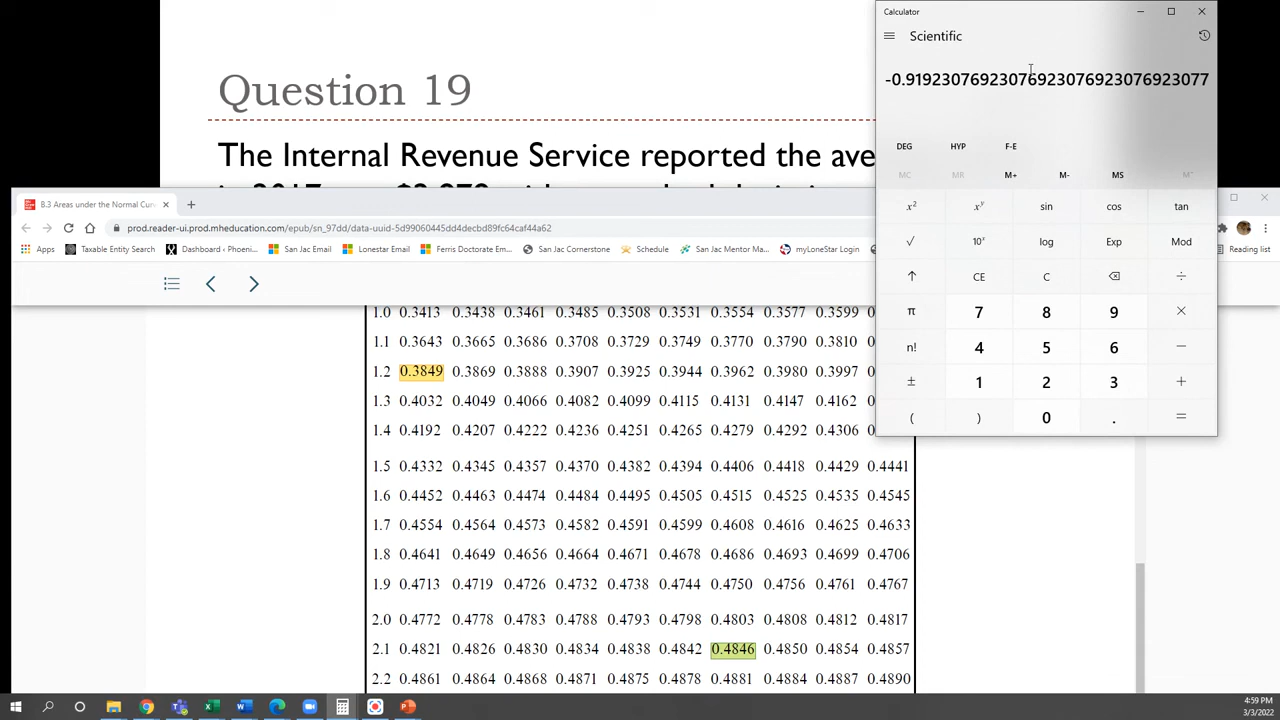 Calculator
Scientific
-0.91923076923076923076923076923077
DEG HYP F-E
MC MR M+ M- MS M˅
x² xʸ sin cos tan
√ 10ˣ log Exp Mod
↑ CE C ⌫ ÷
π 7 8 9 ×
n! 4 5 6 −
± 1 2 3 +
( ) 0 . =
Question 19
The Internal Revenue Service reported the ave
B.3 Areas under the Normal Curv
prod.reader-ui.prod.mheducation.com/epub/sn_97dd/data-uuid-5d99060445dd4decbd89fc64caf44a62
Apps Taxable Entity Search Dashboard ‹ Phoeni... San Jac Email Lonestar Email Ferris Doctorate Em... San Jac Cornerstone Schedule San Jac Mentor Ma... myLoneStar Login Reading list
1.0 0.3413 0.3438 0.3461 0.3485 0.3508 0.3531 0.3554 0.3577 0.3599
1.1 0.3643 0.3665 0.3686 0.3708 0.3729 0.3749 0.3770 0.3790 0.3810
1.2 0.3849 0.3869 0.3888 0.3907 0.3925 0.3944 0.3962 0.3980 0.3997
1.3 0.4032 0.4049 0.4066 0.4082 0.4099 0.4115 0.4131 0.4147 0.4162
1.4 0.4192 0.4207 0.4222 0.4236 0.4251 0.4265 0.4279 0.4292 0.4306
1.5 0.4332 0.4345 0.4357 0.4370 0.4382 0.4394 0.4406 0.4418 0.4429 0.4441
1.6 0.4452 0.4463 0.4474 0.4484 0.4495 0.4505 0.4515 0.4525 0.4535 0.4545
1.7 0.4554 0.4564 0.4573 0.4582 0.4591 0.4599 0.4608 0.4616 0.4625 0.4633
1.8 0.4641 0.4649 0.4656 0.4664 0.4671 0.4678 0.4686 0.4693 0.4699 0.4706
1.9 0.4713 0.4719 0.4726 0.4732 0.4738 0.4744 0.4750 0.4756 0.4761 0.4767
2.0 0.4772 0.4778 0.4783 0.4788 0.4793 0.4798 0.4803 0.4808 0.4812 0.4817
2.1 0.4821 0.4826 0.4830 0.4834 0.4838 0.4842 0.4846 0.4850 0.4854 0.4857
2.2 0.4861 0.4864 0.4868 0.4871 0.4875 0.4878 0.4881 0.4884 0.4887 0.4890
4:59 PM
3/3/2022